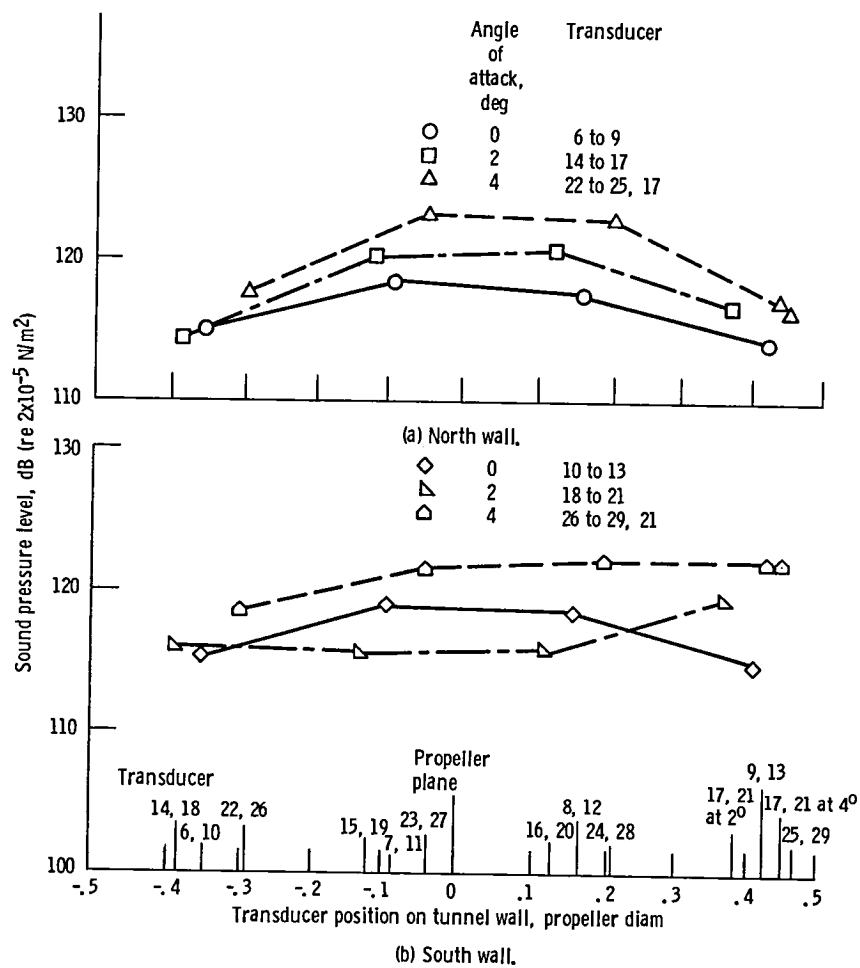 Angle of attack, deg
Transducer
0 6 to 9
2 14 to 17
4 22 to 25, 17
130
120
110
(a) North wall.
Sound pressure level, dB (re 2x10⁻⁵ N/m²)
130
0 10 to 13
2 18 to 21
4 26 to 29, 21
120
110
100
Transducer
14, 18
6, 10
22, 26
15, 19
7, 11
23, 27
Propeller plane
16, 20
8, 12
24, 28
17, 21 at 2⁰
9, 13
17, 21 at 4⁰
25, 29
-.5 -.4 -.3 -.2 -.1 0 .1 .2 .3 .4 .5
Transducer position on tunnel wall, propeller diam
(b) South wall.